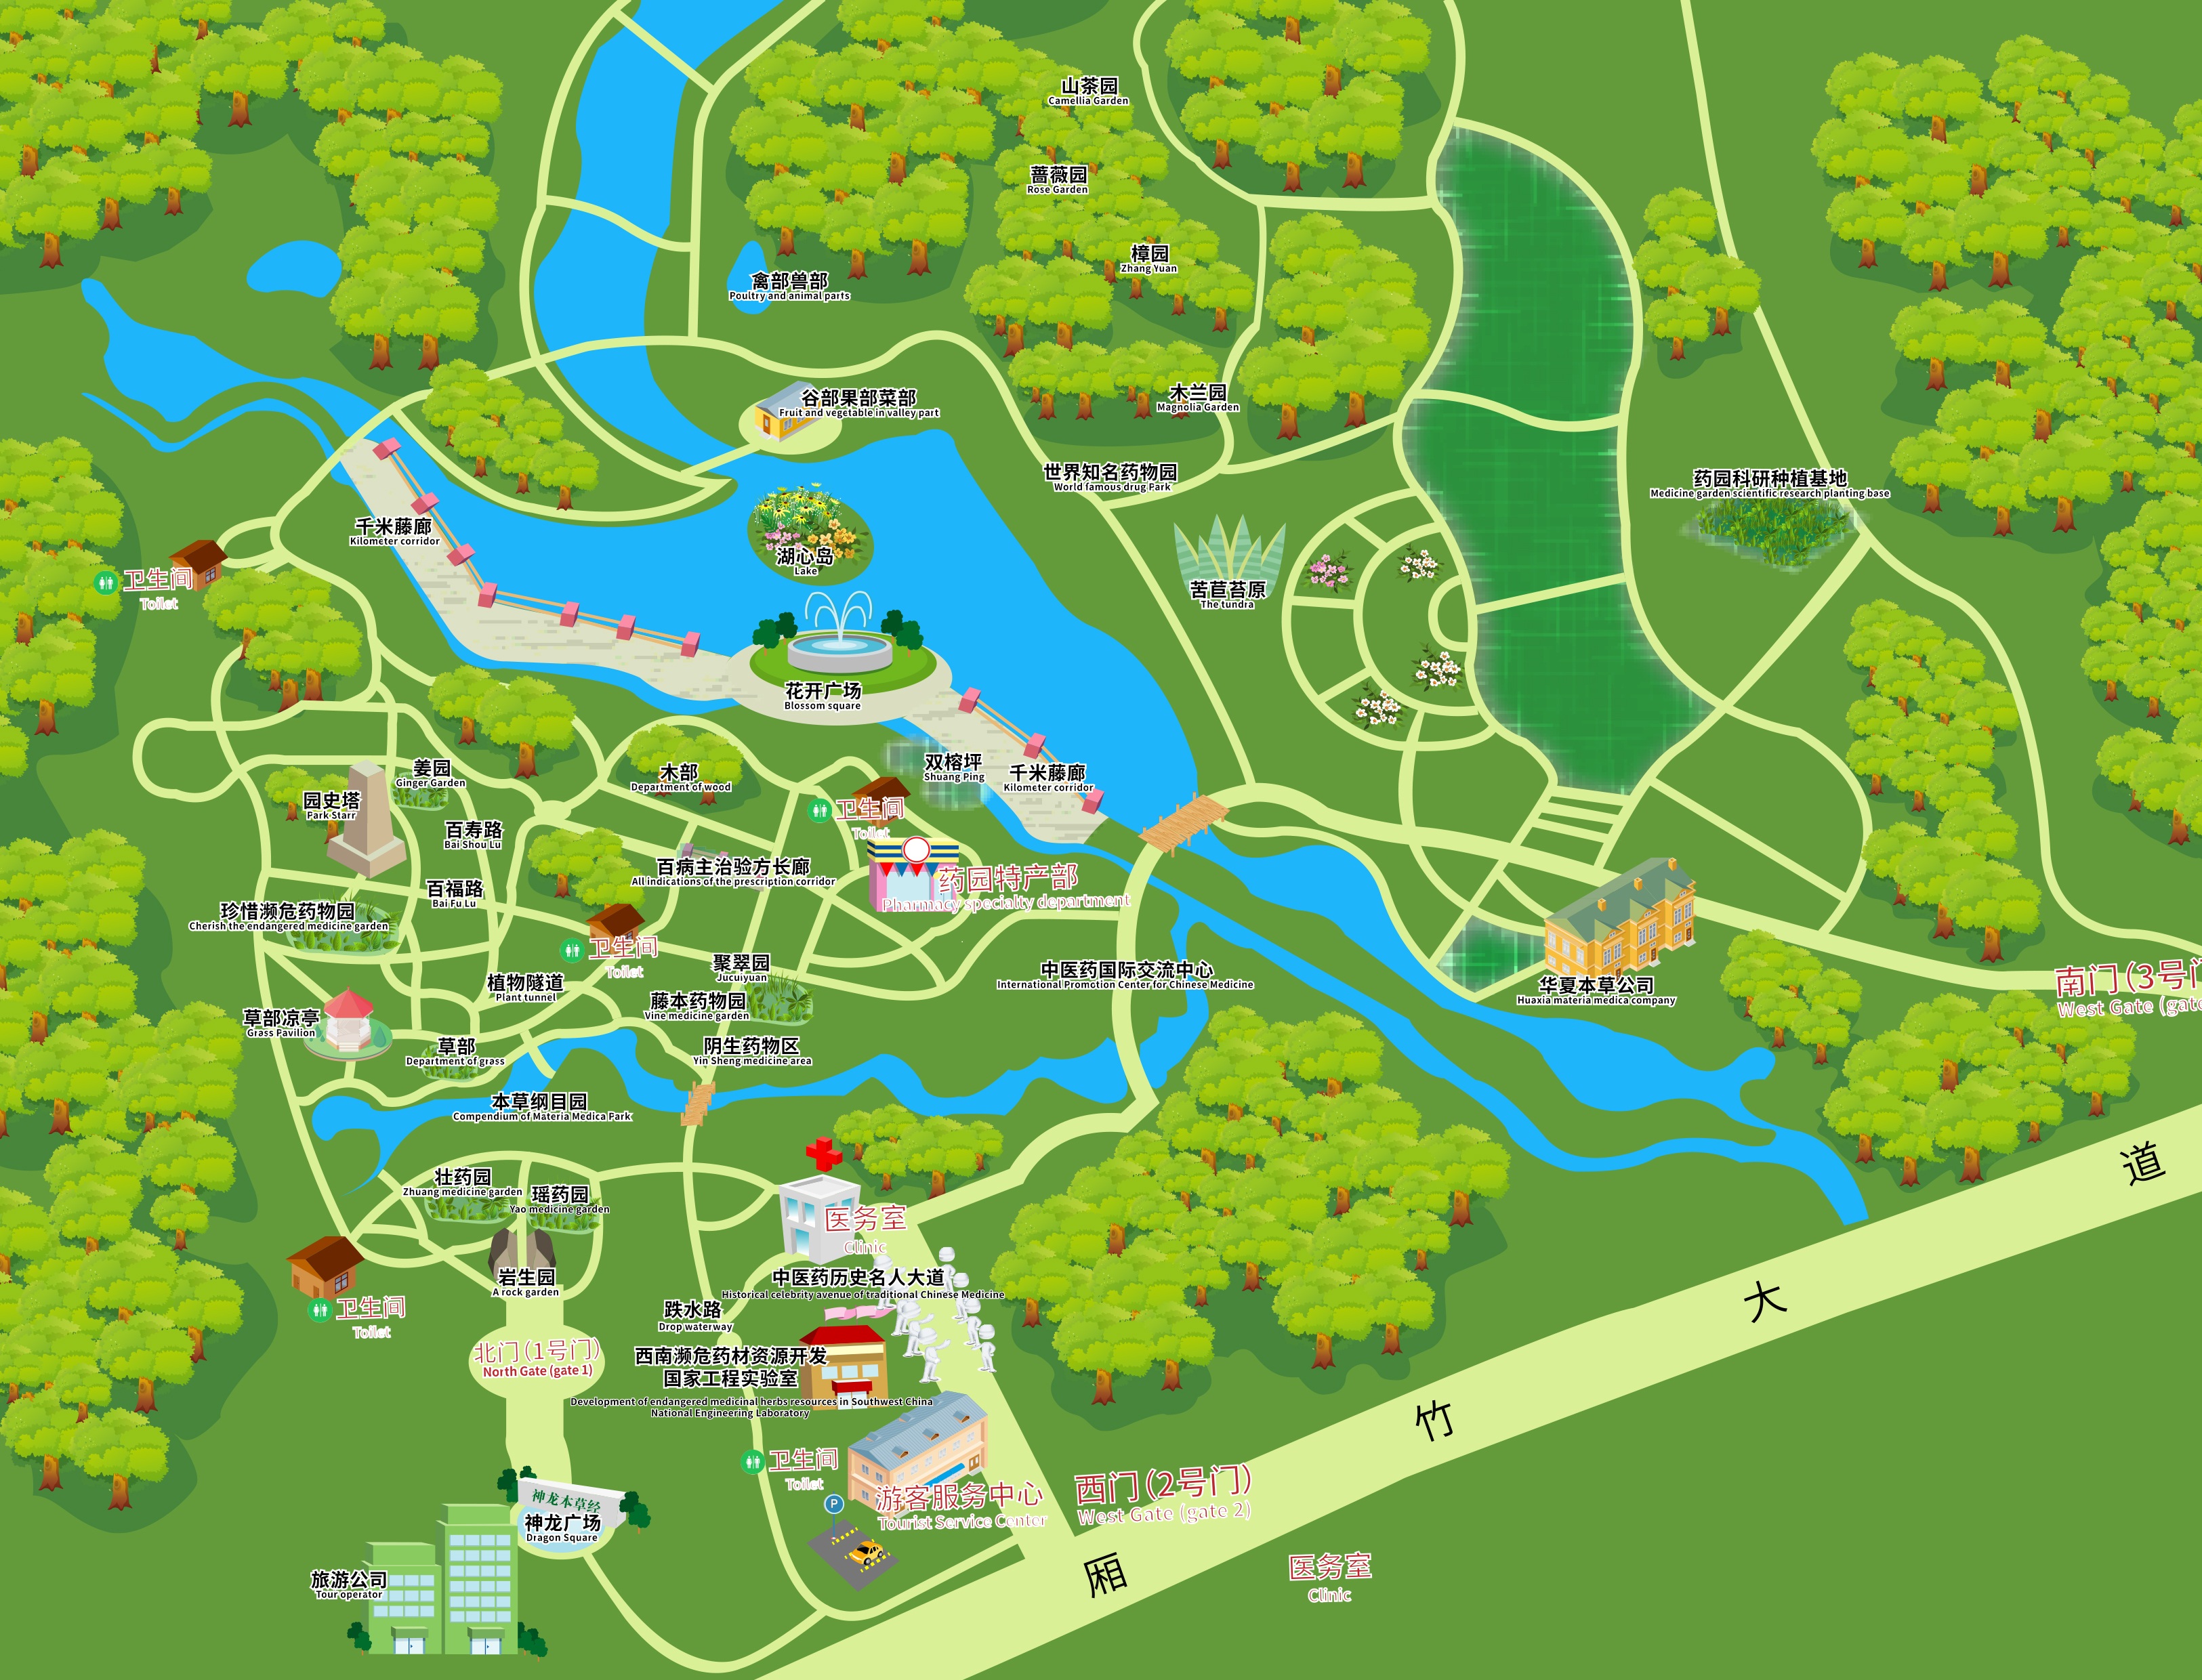 山茶园
Camellia Garden
蔷薇园
Rose Garden
樟园
Zhang Yuan
禽部兽部
Poultry and animal parts
谷部果部菜部
Fruit and vegetable in valley part
木兰园
Magnolia Garden
世界知名药物园
World famous drug Park
药园科研种植基地
Medicine garden scientific research planting base
千米藤廊
Kilometer corridor
湖心岛
Lake
卫生间
Toilet
苦苣苔原
The tundra
花开广场
Blossom square
双榕坪
Shuang Ping
千米藤廊
Kilometer corridor
姜园
Ginger Garden
木部
Department of wood
园史塔
Park Starr
卫生间
Toilet
百寿路
Bai Shou Lu
百病主治验方长廊
All indications of the prescription corridor
药园特产部
Pharmacy specialty department
百福路
Bai Fu Lu
珍惜濒危药物园
Cherish the endangered medicine garden
卫生间
Toilet
聚翠园
Jucuiyuan
中医药国际交流中心
International Promotion Center for Chinese Medicine
植物隧道
Plant tunnel
藤本药物园
Vine medicine garden
华夏本草公司
Huaxia materia medica company
南门（3号
West Gate (gat
草部凉亭
Grass Pavilion
草部
Department of grass
阴生药物区
Yin Sheng medicine area
本草纲目园
Compendium of Materia Medica Park
壮药园
Zhuang medicine garden
瑶药园
Yao medicine garden
医务室
Clinic
岩生园
A rock garden
中医药历史名人大道
Historical celebrity avenue of traditional Chinese Medicine
卫生间
Toilet
跌水路
Drop waterway
北门（1号门）
North Gate (gate 1)
西南濒危药材资源开发
国家工程实验室
Development of endangered medicinal herbs resources in Southwest China
National Engineering Laboratory
卫生间
Toilet
P
游客服务中心
Tourist Service Center
西门（2号门）
West Gate (gate 2)
神龙本草经
神龙广场
Dragon Square
旅游公司
Tour operator
医务室
Clinic
厢
竹
大
道